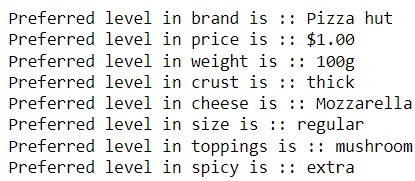 Preferred level in brand is :: Pizza hut
Preferred level in price is :: $1.00
Preferred level in weight is :: 100g
Preferred level in crust is :: thick
Preferred level in cheese is :: Mozzarella
Preferred level in size is :: regular
Preferred level in toppings is :: mushroom
Preferred level in spicy is :: extra